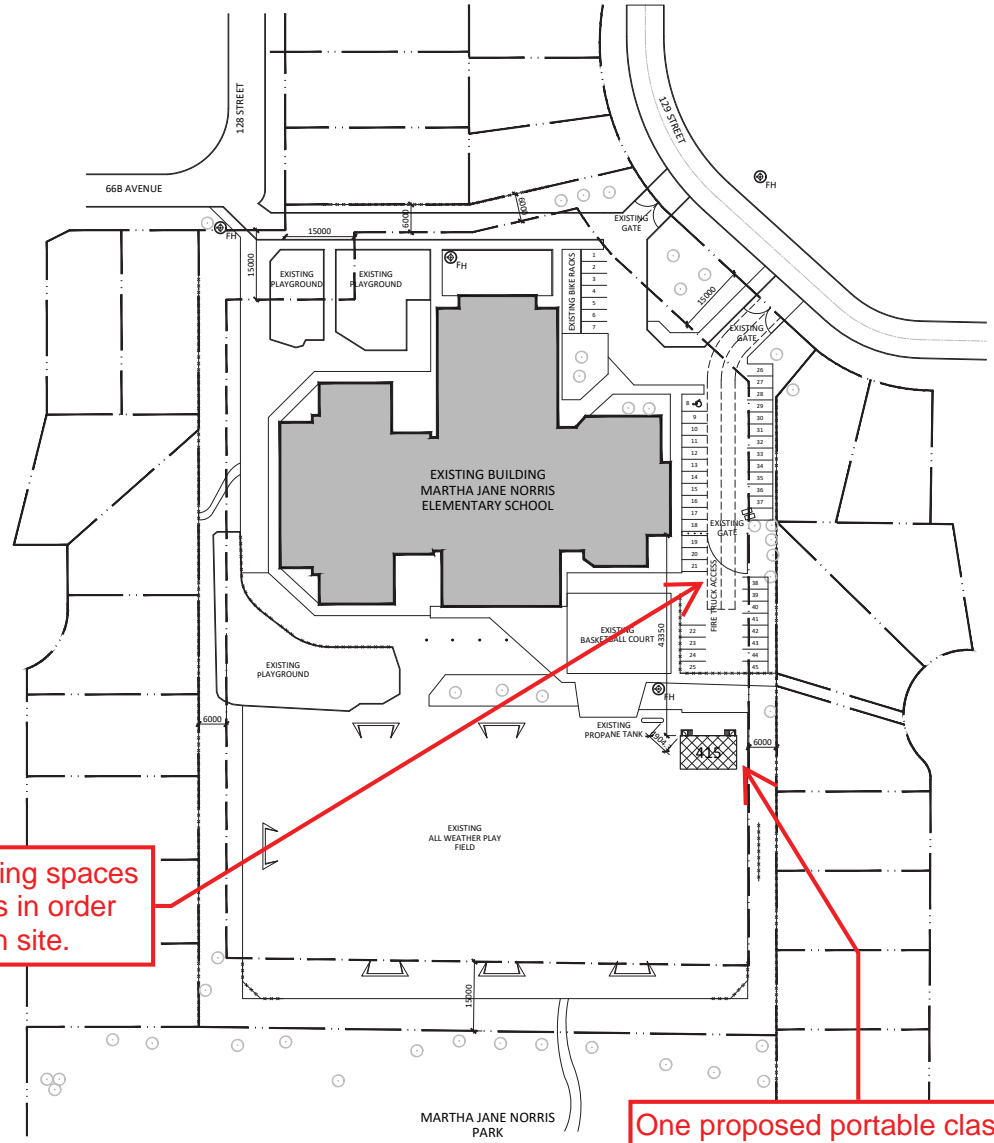 128 STREET
129 STREET
66B AVENUE
FH
FH
FH
6000
6000
15000
15000
15000
EXISTING
GATE
EXISTING
PLAYGROUND
EXISTING
PLAYGROUND
EXISTING BIKE RACKS
1
2
3
4
5
6
7
EXISTING
GATE
8
9
10
11
12
13
14
15
16
17
18
19
20
21
26
27
28
29
30
31
32
33
34
35
36
37
EXISTING BUILDING
MARTHA JANE NORRIS
ELEMENTARY SCHOOL
EXISTING
GATE
FIRE TRUCK ACCESS
38
39
40
41
42
43
44
45
22
23
24
25
EXISTING
BASKETBALL COURT
43350
EXISTING
pLAYGROUND
FH
6000
EXISTING
PROPANE TANK
415
6000
EXISTING
ALL WEATHER PLAY
FIELD
ing spaces
s in order
n site.
15000
MARTHA JANE NORRIS
PARK
One proposed portable clas